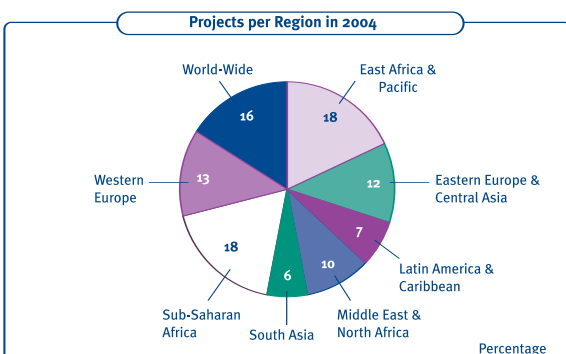 Projects per Region in 2004
World-Wide
East Africa &
Pacific
16
18
Western
Europe
13
12
Eastern Europe &
Central Asia
7
18
10
6
Latin America &
Caribbean
Sub-Saharan
Africa
South Asia
Middle East &
North Africa
Percentage